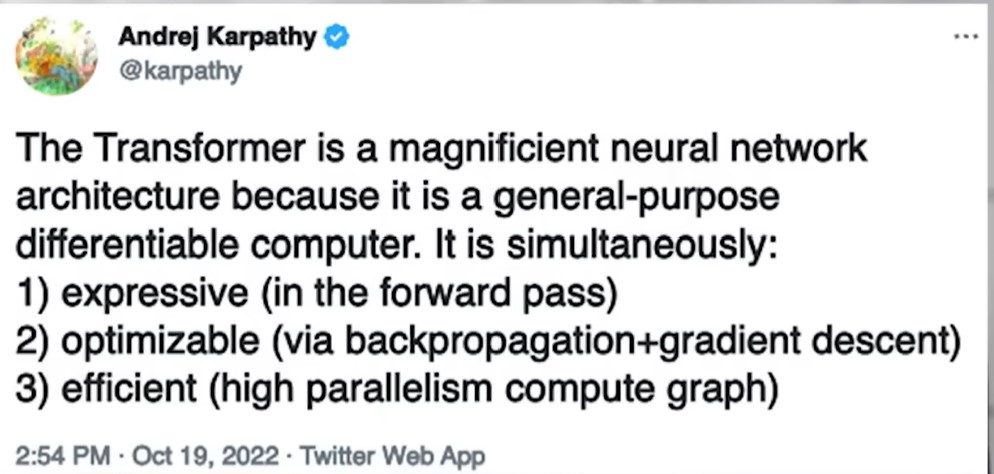 Andrej Karpathy
@karpathy
The Transformer is a magnificient neural network
architecture because it is a general-purpose
differentiable computer. It is simultaneously:
1) expressive (in the forward pass)
2) optimizable (via backpropagation+gradient descent)
3) efficient (high parallelism compute graph)
2:54 PM · Oct 19, 2022 · Twitter Web App